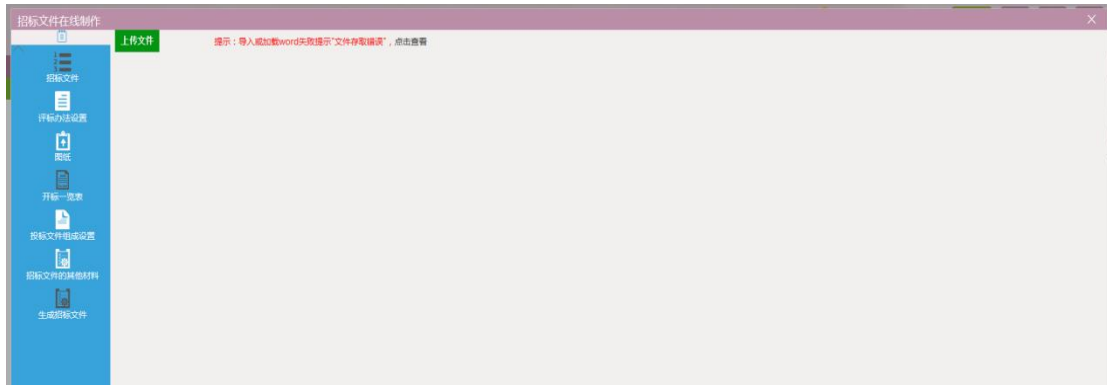 招标文件在线制作
上传文件
提示：导入或加载word失败提示"文件存取错误"，点击查看
招标文件
评标办法设置
图纸
开标一览表
投标文件组成设置
招标文件的其他材料
生成招标文件